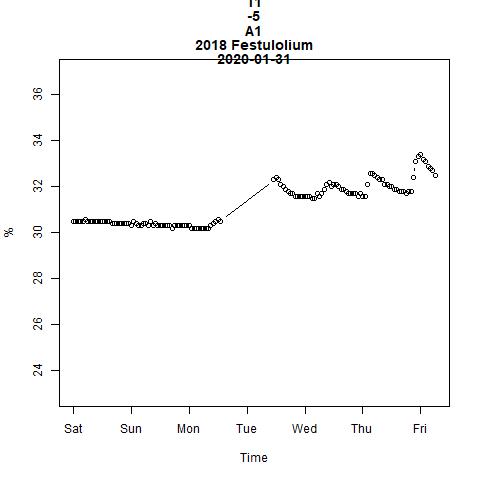 T1
-5
A1
2018 Festulolium
2020-01-31
36
34
32
30
28
26
24
%
Sat Sun Mon Tue Wed Thu Fri
Time